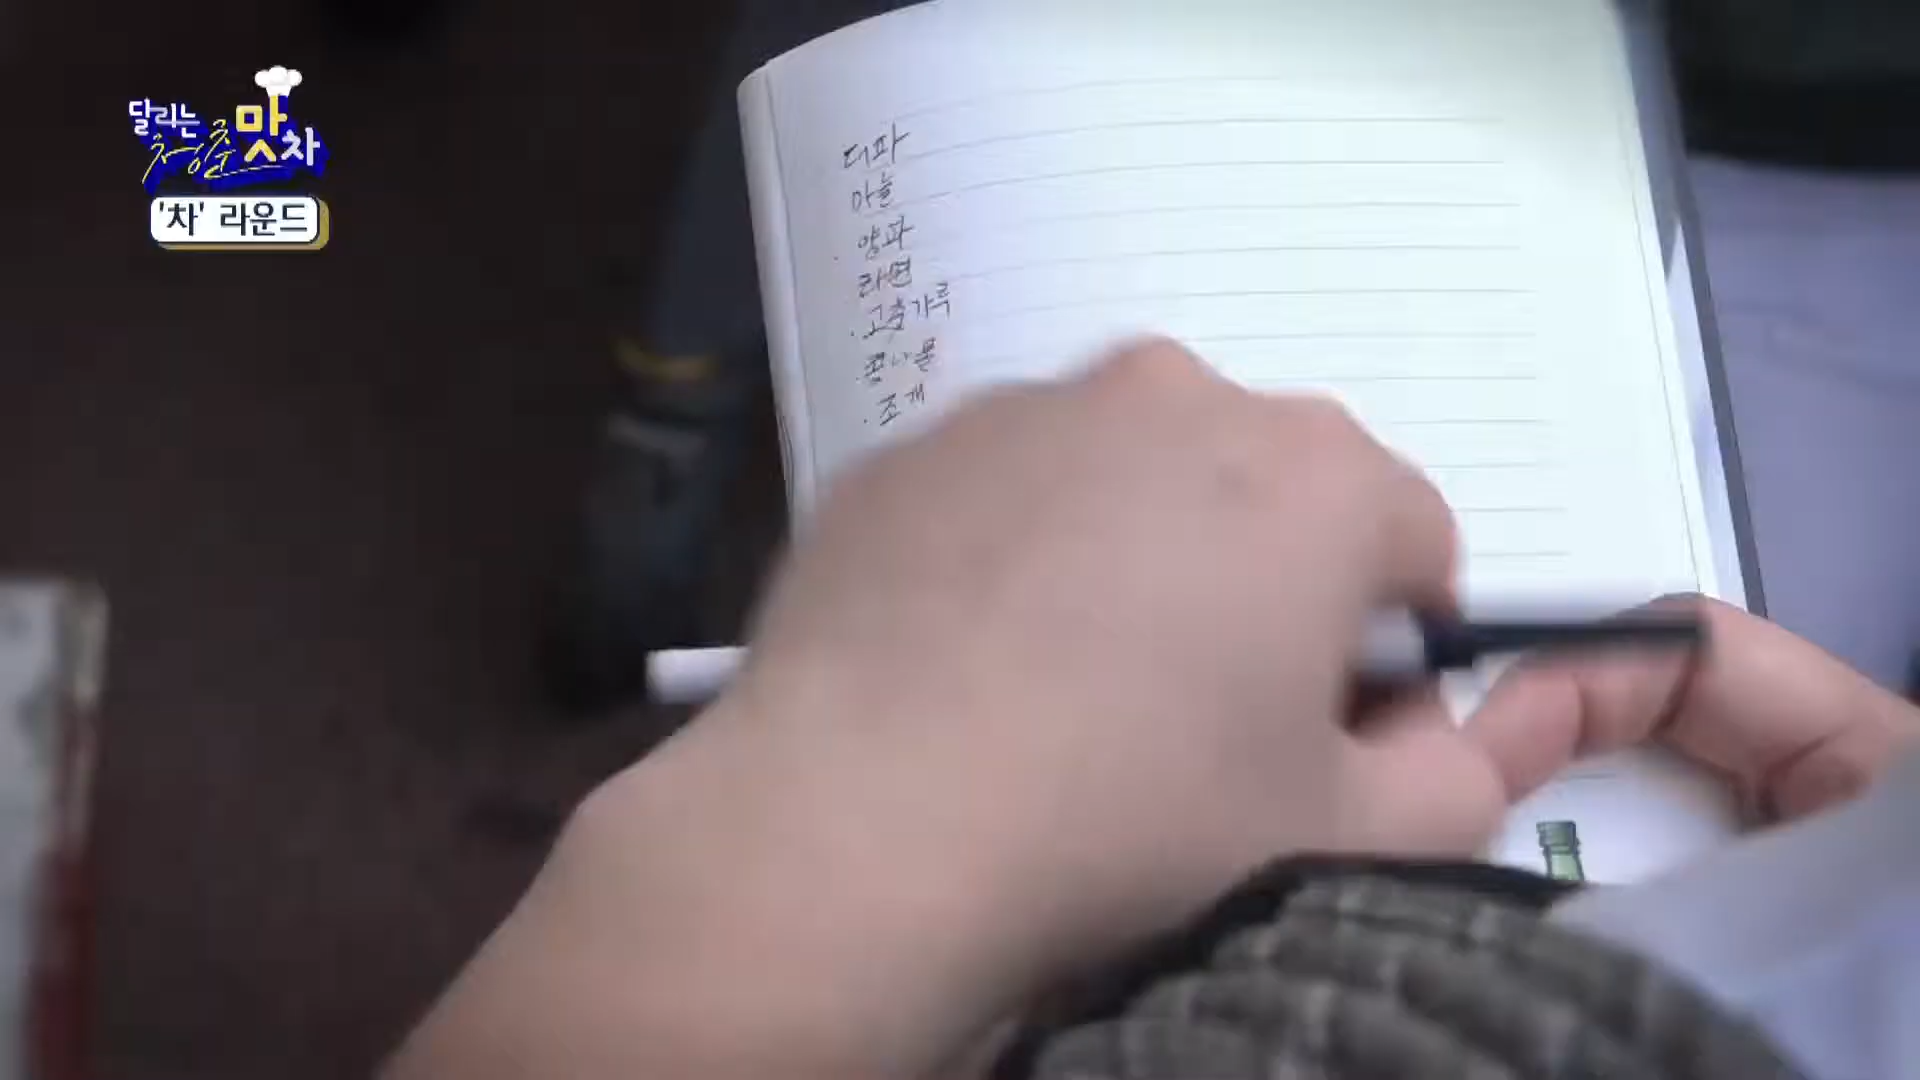 달리는
청춘맛차
'차' 라운드
대파
마늘
· 양파
라면
· 고춧가루
· 콩나물
· 조개